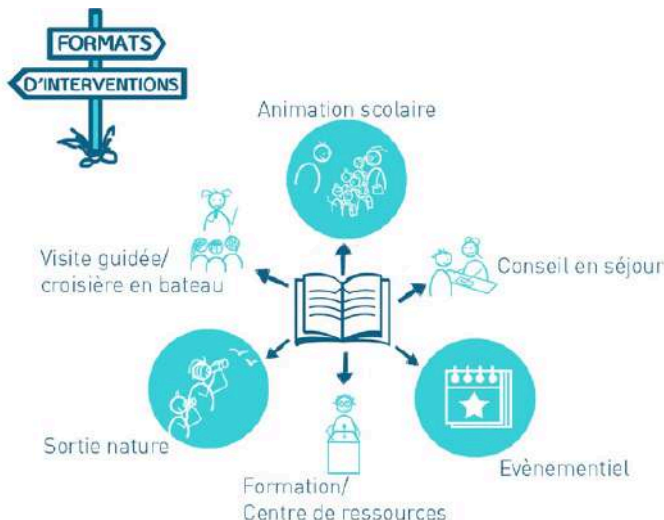 FORMATS
D'INTERVENTIONS
Animation scolaire
Visite guidée/
croisière en bateau
Conseil en séjour
Sortie nature
Evènementiel
Formation/
Centre de ressources